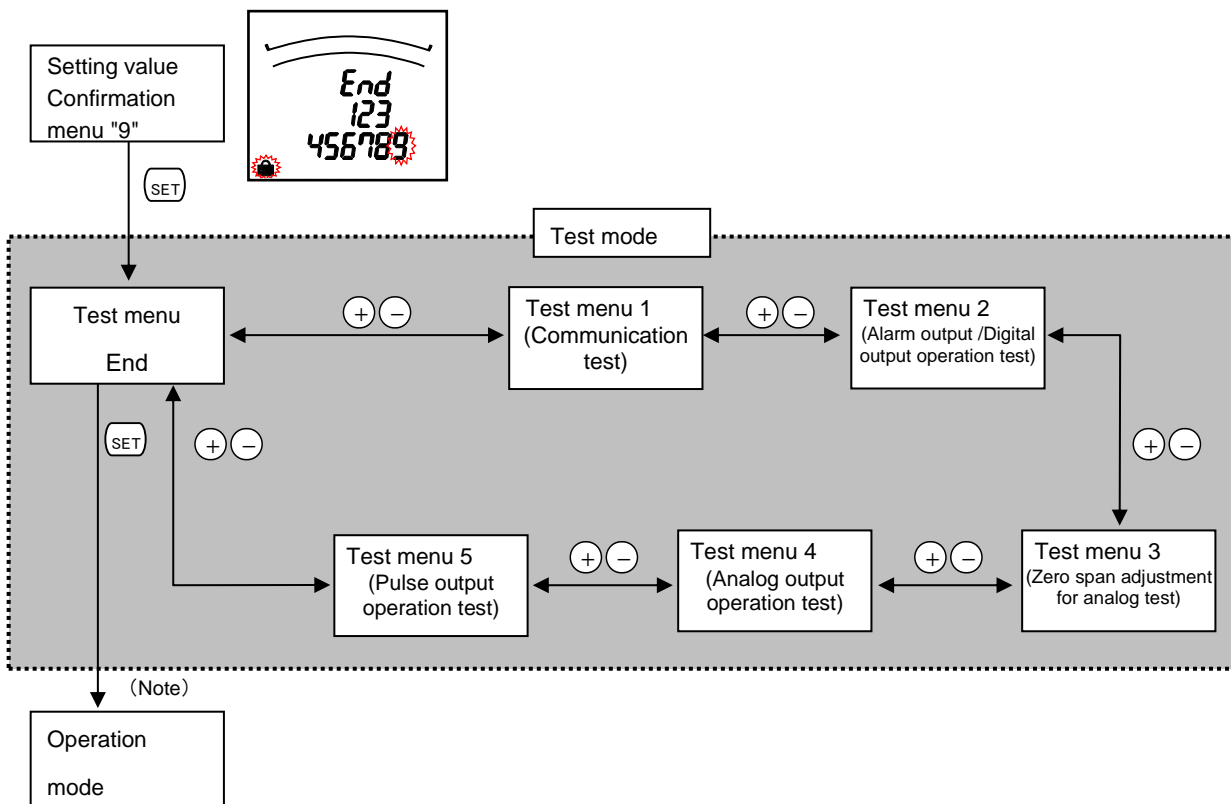 Setting value
Confirmation
menu "9"
End
123
456789
SET
Test mode
Test menu
End
+ −
Test menu 1
(Communication
test)
+ −
Test menu 2
(Alarm output /Digital
output operation test)
SET
+ −
+ −
Test menu 5
(Pulse output
operation test)
+ −
Test menu 4
(Analog output
operation test)
+ −
Test menu 3
(Zero span adjustment
for analog test)
（Note）
Operation
mode